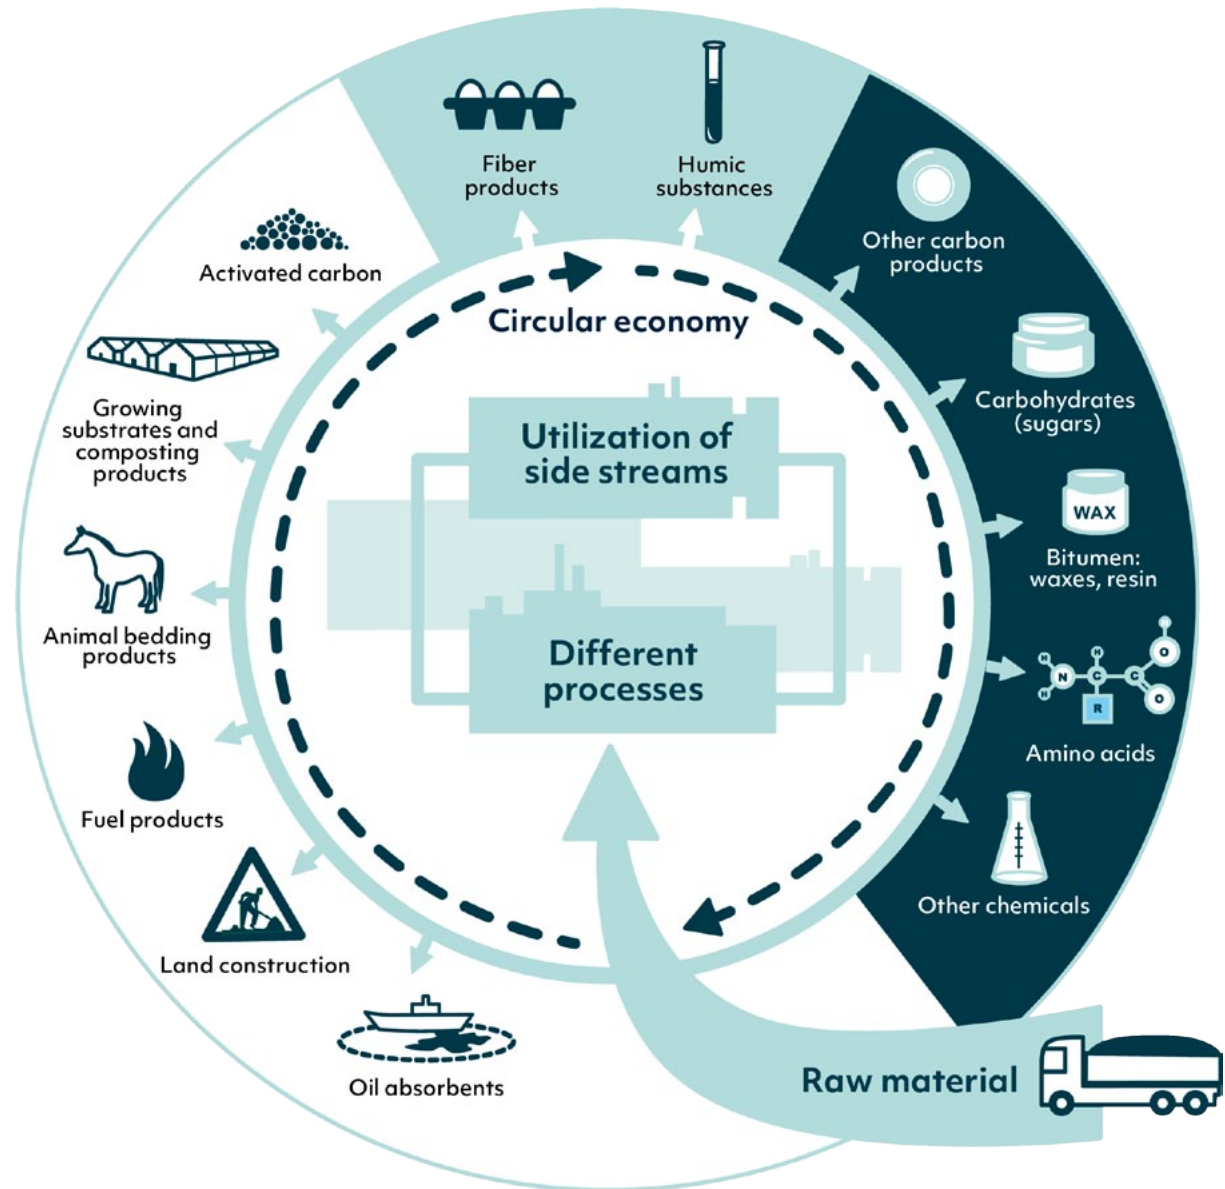 Fiber
products
Humic
substances
Other carbon
products
Activated carbon
Circular economy
Carbohydrates
(sugars)
Growing
substrates and
composting
products
Utilization of
side streams
WAX
Bitumen:
waxes, resin
Animal bedding
products
Different
processes
H
H
H
N
C
C
O
O
H
R
Amino acids
Fuel products
Other chemicals
Land construction
Oil absorbents
Raw material